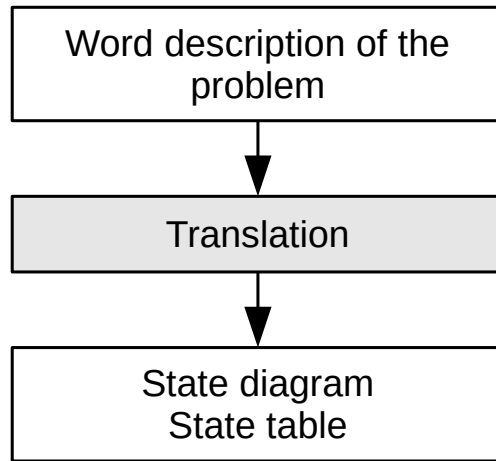 Word description of the
problem
Translation
State diagram
State table